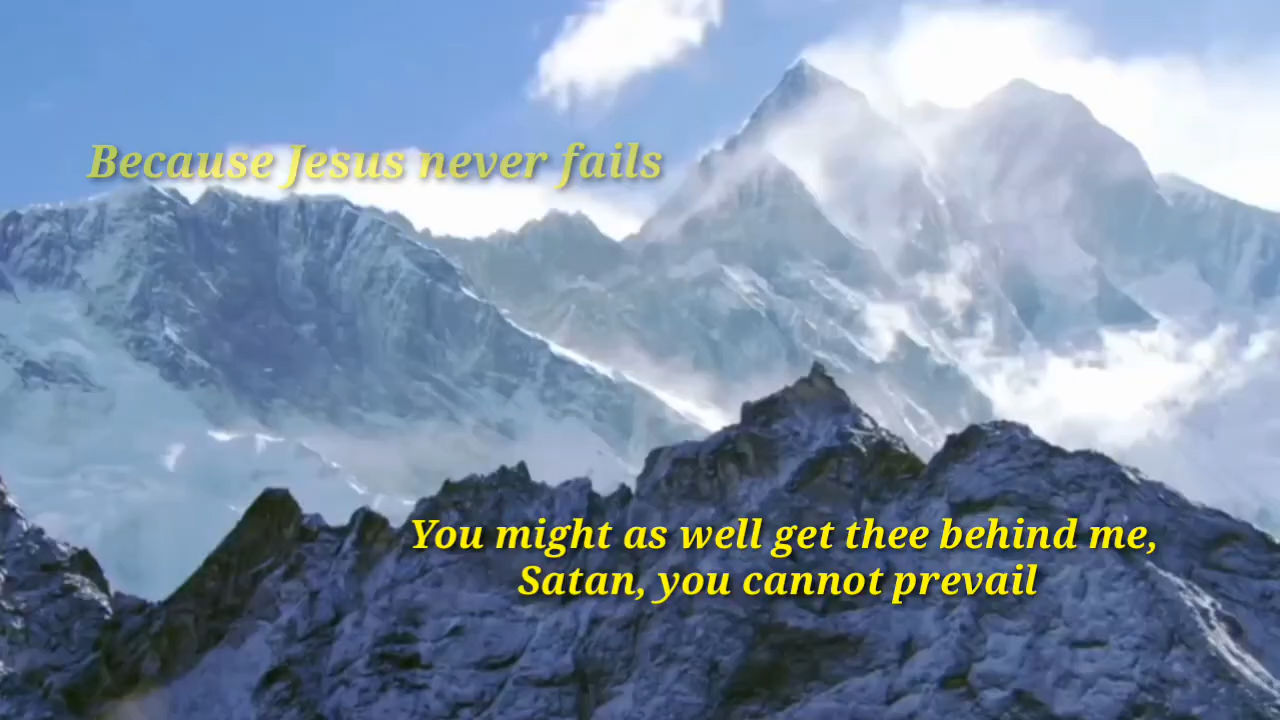 Because Jesus never fails
You might as well get thee behind me,
Satan, you cannot prevail